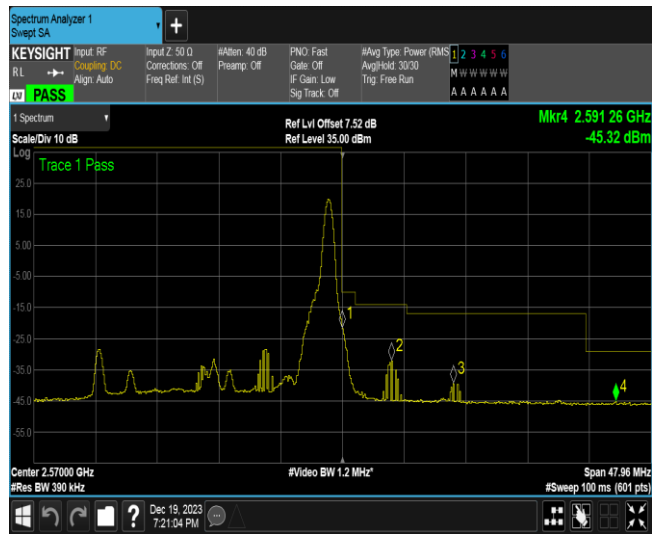 Spectrum Analyzer 1
Swept SA
+
KEYSIGHT Input: RF Input Z: 50 Ω #Atten: 40 dB PNO: Fast #Avg Type: Power (RMS 1 2 3 4 5 6
R L Coupling: DC Corrections: Off Preamp: Off Gate: Off Avg|Hold: 30/30 M W W W W W
Align: Auto Freq Ref: Int (S) IF Gain: Low Trig: Free Run
LXI PASS Sig Track: Off A A A A A A
1 Spectrum Ref Lvl Offset 7.52 dB Mkr4 2.591 26 GHz
Scale/Div 10 dB Ref Level 35.00 dBm -45.32 dBm
Log
Trace 1 Pass
25.0
15.0
5.00
-5.00
-15.0
1
-25.0
2
-35.0
3
4
-45.0
-55.0
Center 2.57000 GHz #Video BW 1.2 MHz* Span 47.96 MHz
#Res BW 390 kHz #Sweep 100 ms (601 pts)
? Dec 19, 2023
7:21:04 PM